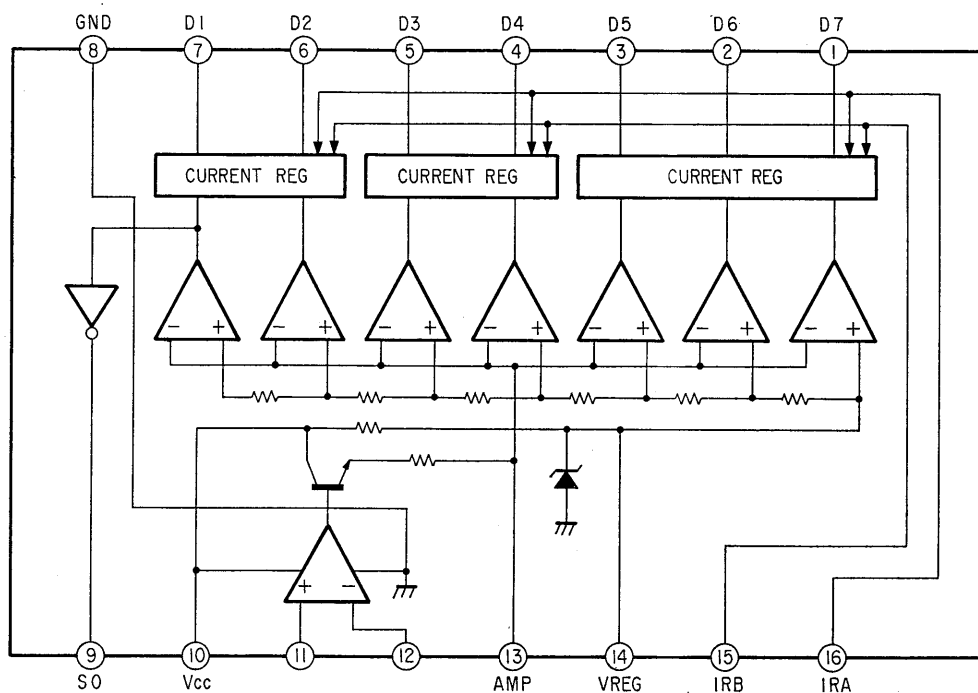 GND D1 D2 D3 D4 D5 D6 D7
8 7 6 5 4 3 2 1
CURRENT REG CURRENT REG CURRENT REG
− + − + − + − + − + − + − +
+ −
9 10 11 12 13 14 15 16
SO Vcc AMP VREG IRB IRA